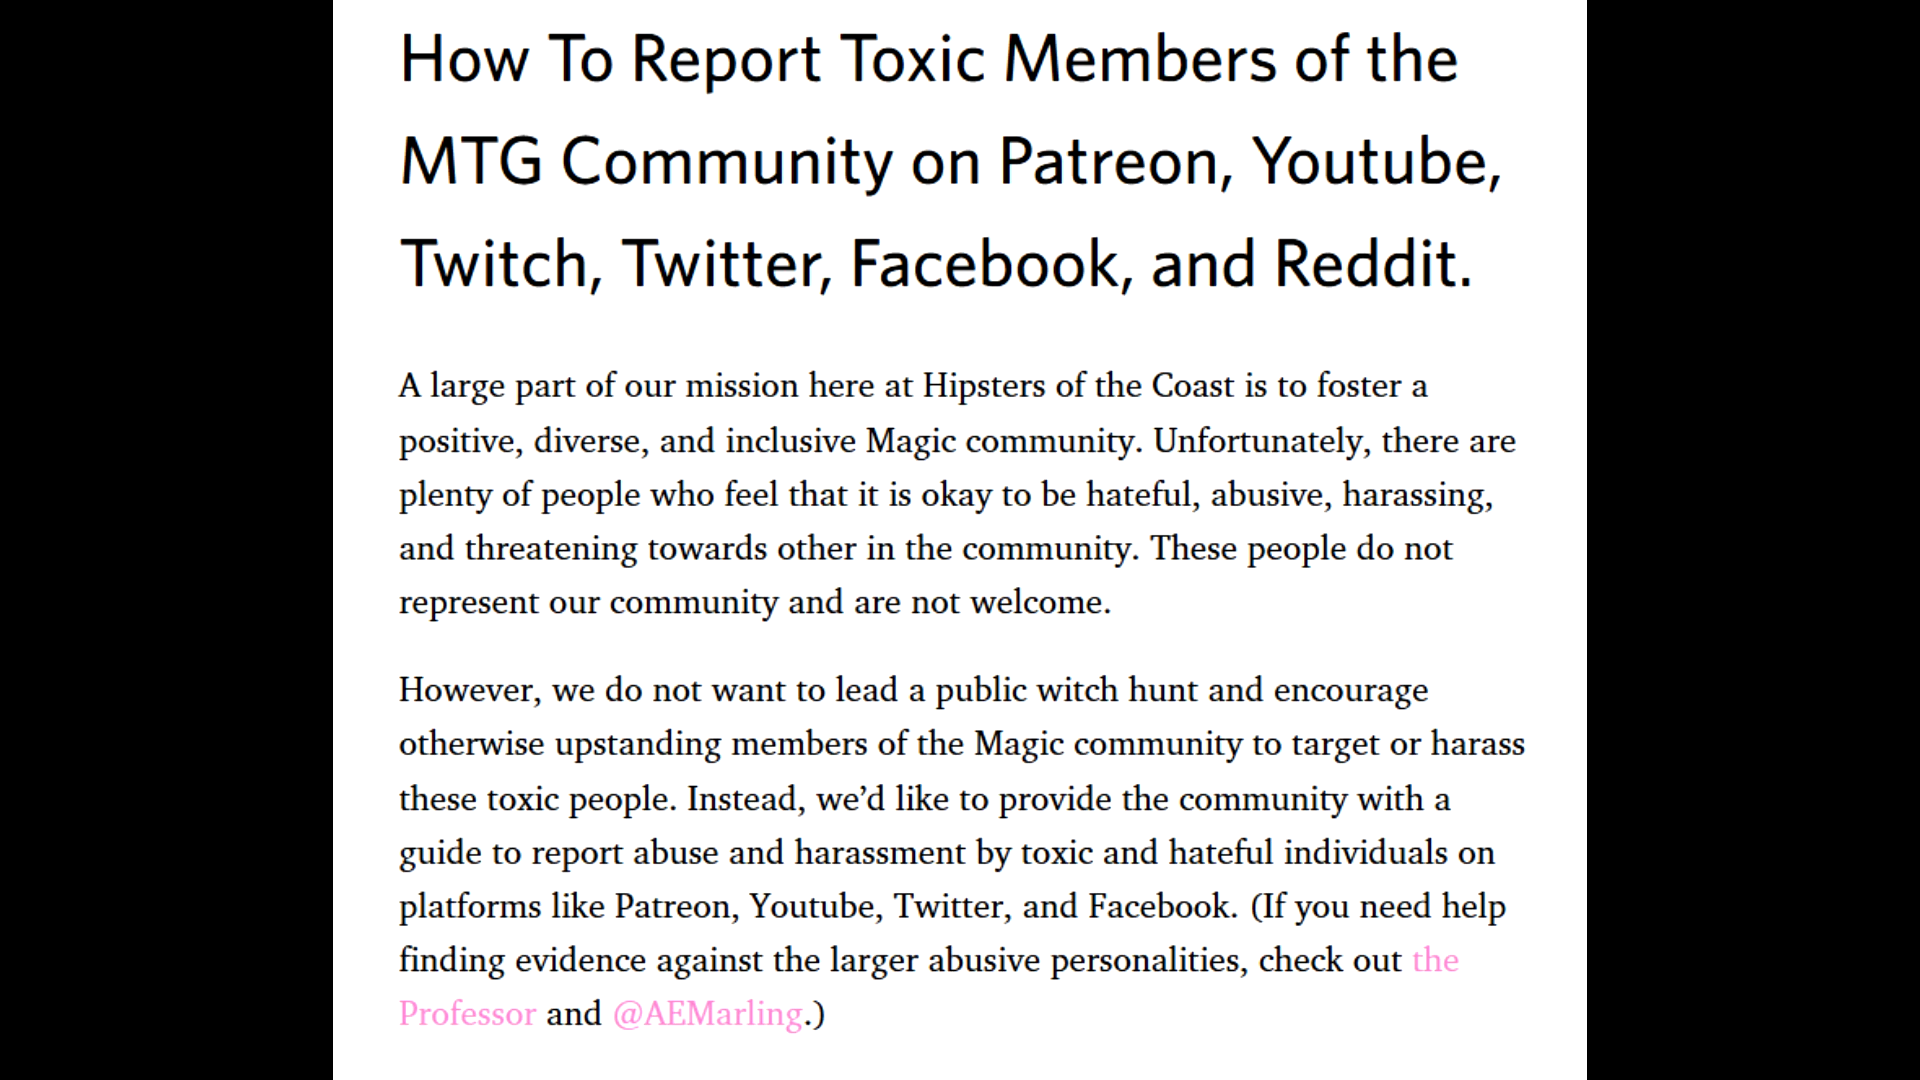 How To Report Toxic Members of the
MTG Community on Patreon, Youtube,
Twitch, Twitter, Facebook, and Reddit.
A large part of our mission here at Hipsters of the Coast is to foster a
positive, diverse, and inclusive Magic community. Unfortunately, there are
plenty of people who feel that it is okay to be hateful, abusive, harassing,
and threatening towards other in the community. These people do not
represent our community and are not welcome.
However, we do not want to lead a public witch hunt and encourage
otherwise upstanding members of the Magic community to target or harass
these toxic people. Instead, we’d like to provide the community with a
guide to report abuse and harassment by toxic and hateful individuals on
platforms like Patreon, Youtube, Twitter, and Facebook. (If you need help
finding evidence against the larger abusive personalities, check out the
Professor and @AEMarling.)